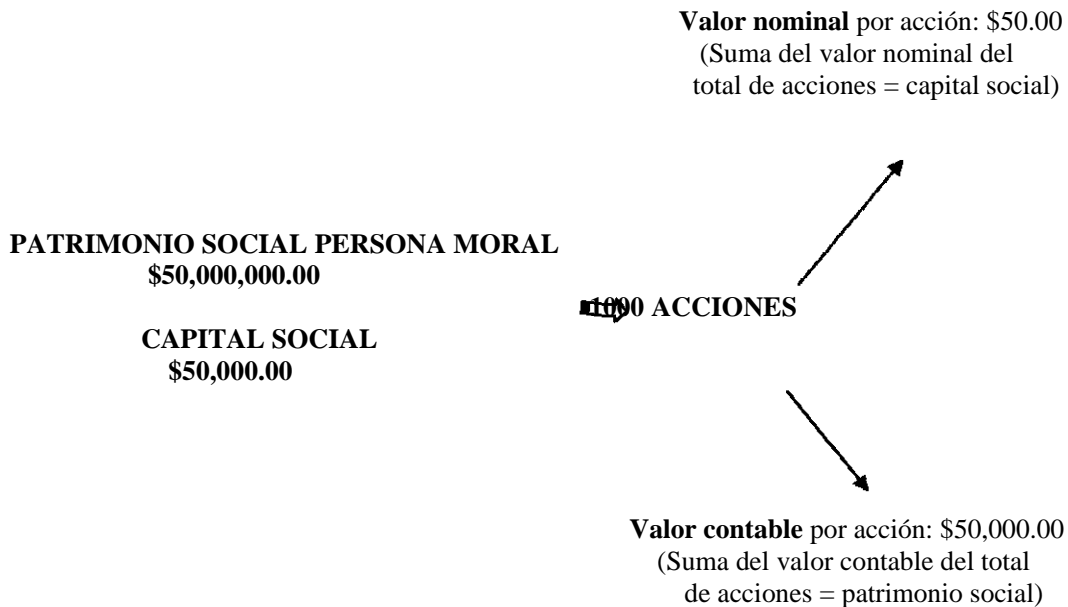 Valor nominal por acción: $50.00
(Suma del valor nominal del
total de acciones = capital social)
PATRIMONIO SOCIAL PERSONA MORAL
$50,000,000.00
1000 ACCIONES
CAPITAL SOCIAL
$50,000.00
Valor contable por acción: $50,000.00
(Suma del valor contable del total
de acciones = patrimonio social)